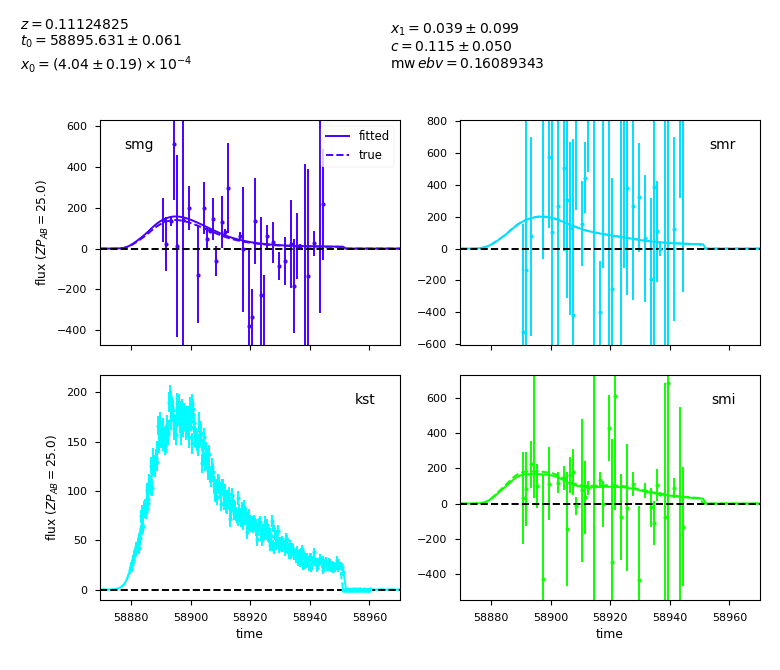 z = 0.11124825
t0 = 58895.631 ± 0.061
x0 = (4.04 ± 0.19) × 10⁻⁴
x1 = 0.039 ± 0.099
c = 0.115 ± 0.050
mw ebv = 0.16089343
smg
fitted
true
600
400
200
0
−200
−400
flux (ZP_AB = 25.0)
smr
800
600
400
200
0
−200
−400
−600
kst
200
150
100
50
0
flux (ZP_AB = 25.0)
58880 58900 58920 58940 58960
time
smi
600
400
200
0
−200
−400
58880 58900 58920 58940 58960
time